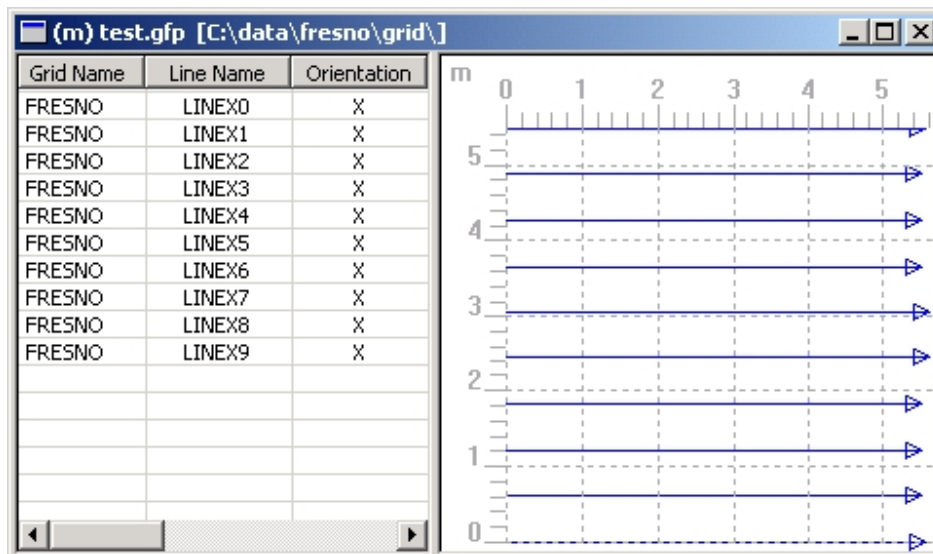 (m) test.gfp [C:\data\fresno\grid\]
Grid Name Line Name Orientation
FRESNO LINEX0 X
FRESNO LINEX1 X
FRESNO LINEX2 X
FRESNO LINEX3 X
FRESNO LINEX4 X
FRESNO LINEX5 X
FRESNO LINEX6 X
FRESNO LINEX7 X
FRESNO LINEX8 X
FRESNO LINEX9 X
m
0 1 2 3 4 5
5
4
3
2
1
0